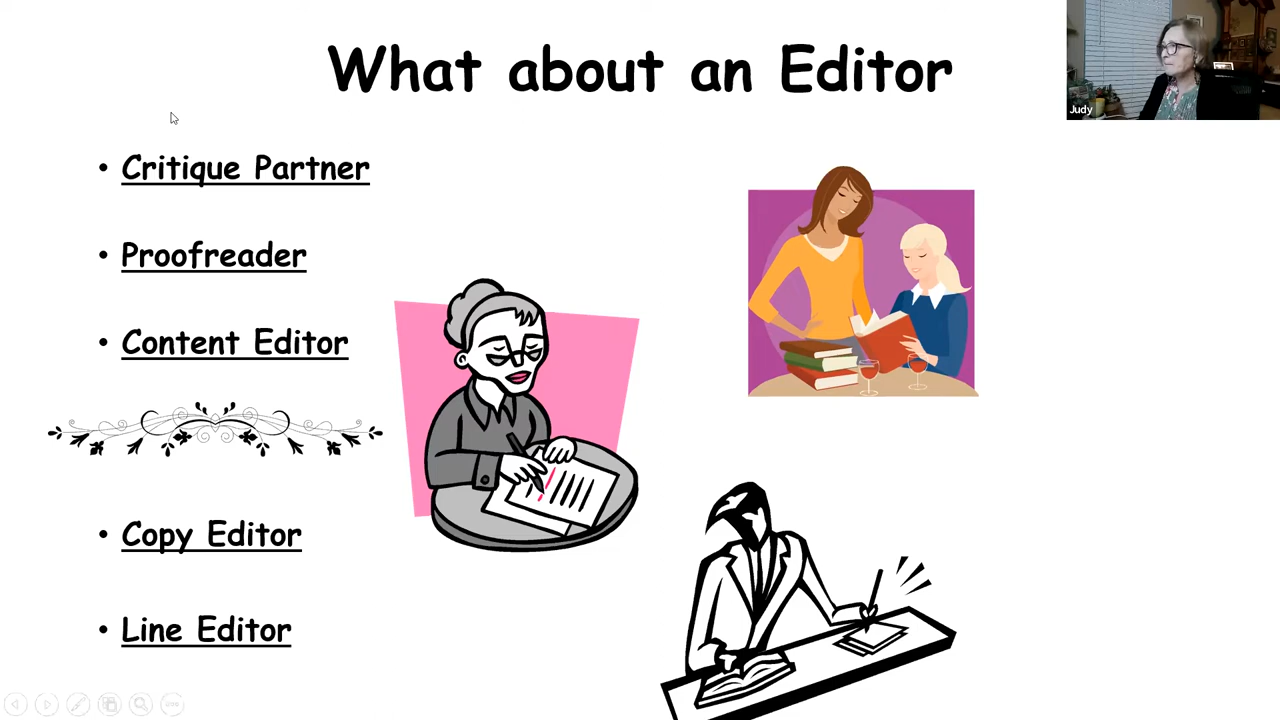 What about an Editor
Judy
• Critique Partner
• Proofreader
• Content Editor
• Copy Editor
• Line Editor